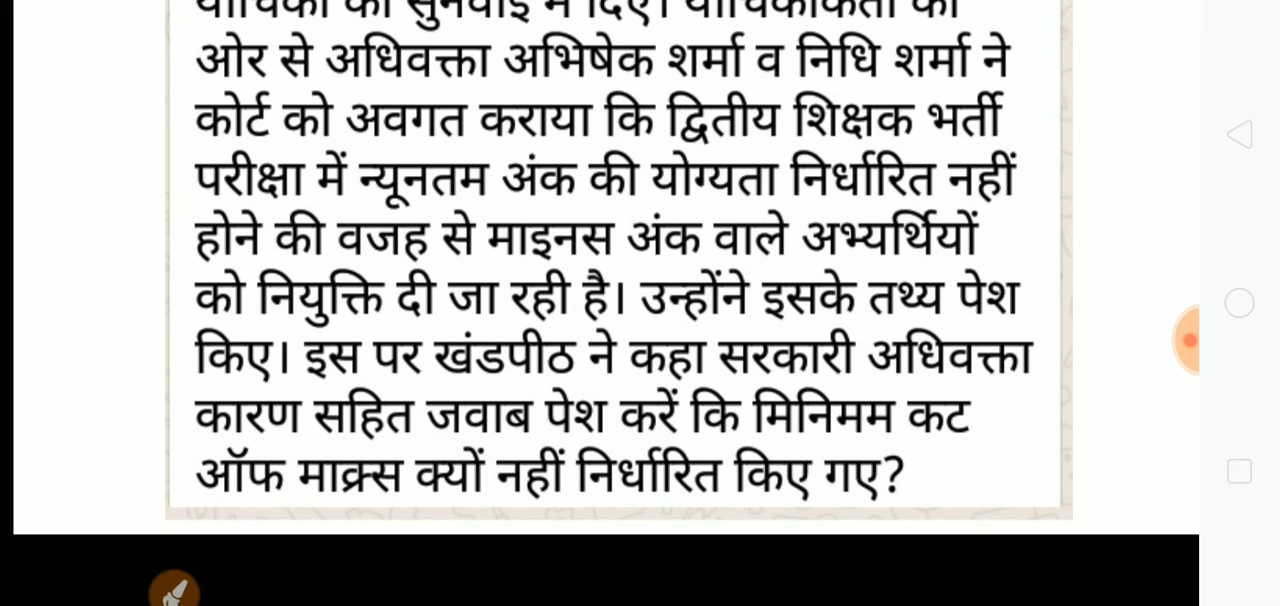 याचिका की सुनवाई में दिए। याचिकाकर्ता की
ओर से अधिवक्ता अभिषेक शर्मा व निधि शर्मा ने
कोर्ट को अवगत कराया कि द्वितीय शिक्षक भर्ती
परीक्षा में न्यूनतम अंक की योग्यता निर्धारित नहीं
होने की वजह से माइनस अंक वाले अभ्यर्थियों
को नियुक्ति दी जा रही है। उन्होंने इसके तथ्य पेश
किए। इस पर खंडपीठ ने कहा सरकारी अधिवक्ता
कारण सहित जवाब पेश करें कि मिनिमम कट
ऑफ माक्र्स क्यों नहीं निर्धारित किए गए?